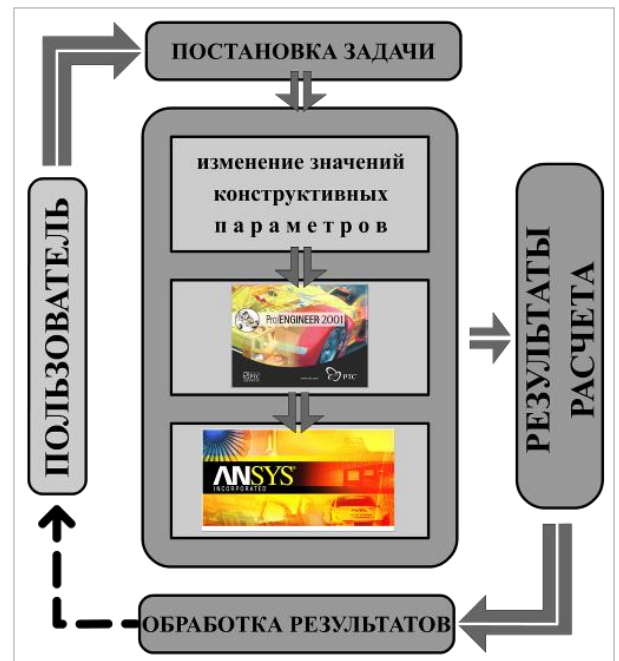 ПОСТАНОВКА ЗАДАЧИ
изменение значений
конструктивных
параметров
Pro/ENGINEER 2001
PTC
ANSYS
INCORPORATED
ПОЛЬЗОВАТЕЛЬ
РЕЗУЛЬТАТЫ
РАСЧЕТА
ОБРАБОТКА РЕЗУЛЬТАТОВ